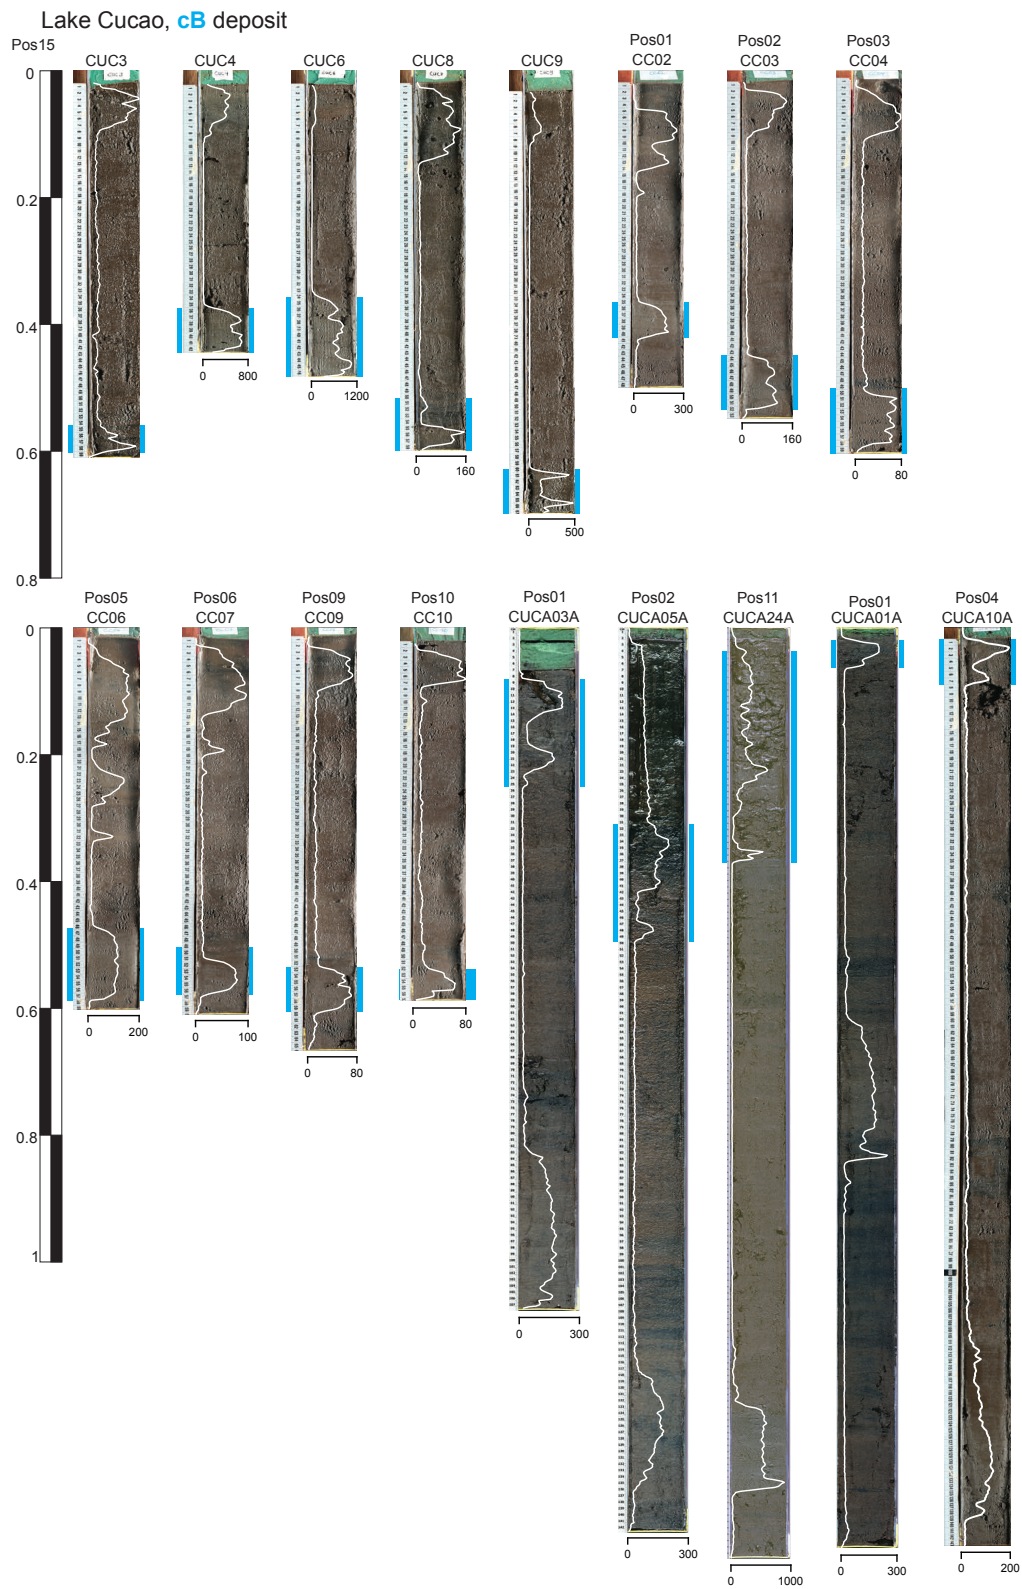 Lake Cucao, cB deposit
Pos15
CUC3
CUC4
CUC6
CUC8
CUC9
Pos01
CC02
Pos02
CC03
Pos03
CC04
0
0.2
0.4
0.6
0.8
0 800
0 1200
0 160
0 500
0 300
0 160
0 80
Pos05
CC06
Pos06
CC07
Pos09
CC09
Pos10
CC10
Pos01
CUCA03A
Pos02
CUCA05A
Pos11
CUCA24A
Pos01
CUCA01A
Pos04
CUCA10A
0
0.2
0.4
0.6
0.8
1
0 200
0 100
0 80
0 80
0 300
0 300
0 1000
0 300
0 200